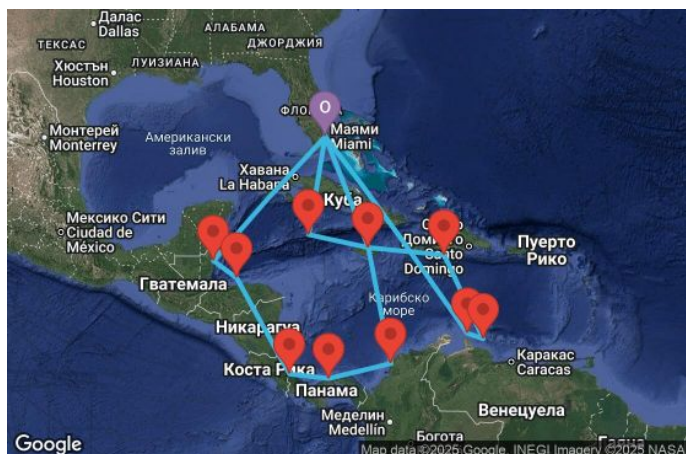 Далас
Dallas
АЛАБАМА
ТЕКСАС
ДЖОРДЖИЯ
ЛУИЗИАНА
Хюстън
Houston
O
Маями
Miami
Монтерей
Monterrey
Американски
залив
Хавана
La Habana
Куба
Мексико Сити
Ciudad de
México
Пуерто
Рико
Santo
Domingo
Гватемала
Карибско
море
Никарагуа
Коста Рика
Каракас
Caracas
Панама
Меделин
Medellín
Венецуела
Богота
Google
Map data ©2025 Google, INEGI Imagery ©2025 NASA